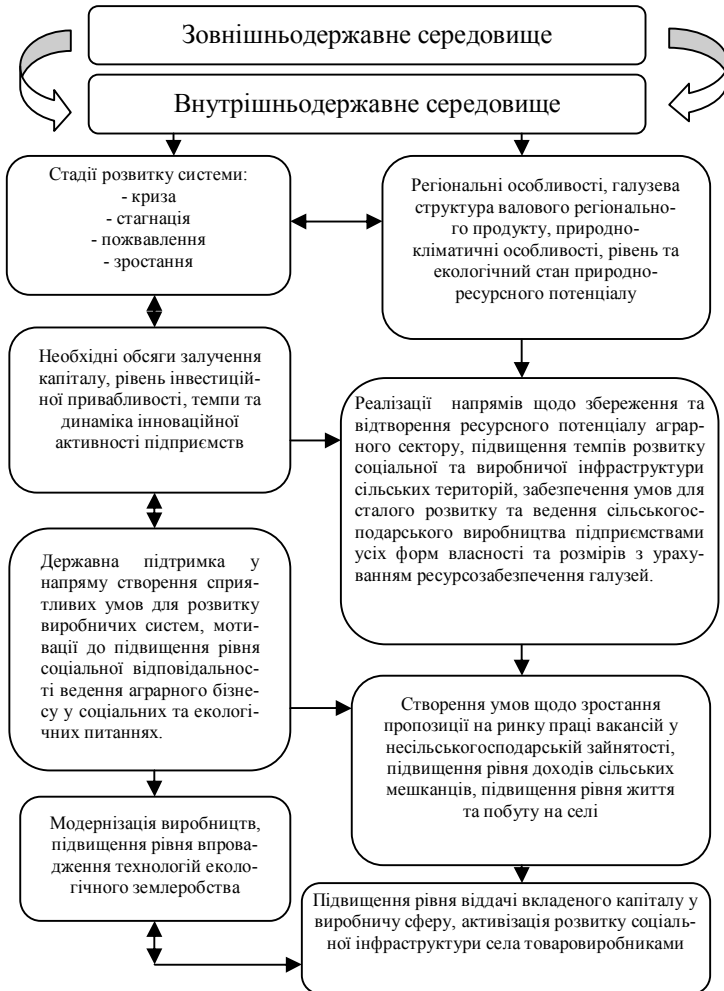 Зовнішньодержавне середовище
Внутрішньодержавне середовище
Стадії розвитку системи:
- криза
- стагнація
- пожвавлення
- зростання
Регіональні особливості, галузева
структура валового регіонально-
го продукту, природно-
кліматичні особливості, рівень та
екологічний стан природно-
ресурсного потенціалу
Необхідні обсяги залучення
капіталу, рівень інвестицій-
ної привабливості, темпи та
динаміка інноваційної
активності підприємств
Реалізації напрямів щодо збереження та
відтворення ресурсного потенціалу аграр-
ного сектору, підвищення темпів розвитку
соціальної та виробничої інфраструктури
сільських територій, забезпечення умов для
сталого розвитку та ведення сільськогос-
подарського виробництва підприємствами
усіх форм власності та розмірів з ураху-
ванням ресурсозабезпечення галузей.
Державна підтримка у
напряму створення сприя-
тливих умов для розвитку
виробничих систем, моти-
вації до підвищення рівня
соціальної відповідальнос-
ті ведення аграрного бізне-
су у соціальних та екологі-
чних питаннях.
Створення умов щодо зростання
пропозиції на ринку праці вакансій у
несільськогосподарській зайнятості,
підвищення рівня доходів сільських
мешканців, підвищення рівня життя
та побуту на селі
Модернізація виробництв,
підвищення рівня впрова-
дження технологій еколо-
гічного землеробства
Підвищення рівня віддачі вкладеного капіталу у
виробничу сферу, активізація розвитку соціаль-
ної інфраструктури села товаровиробниками